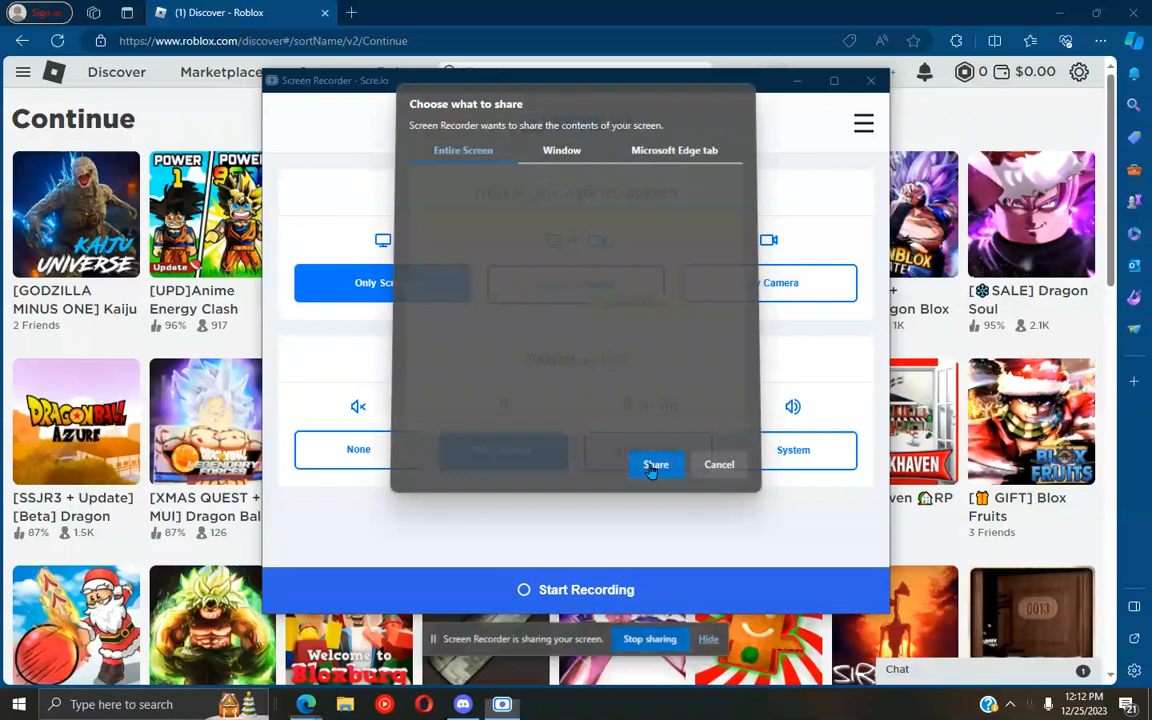 Sign in
(1) Discover - Roblox
https://www.roblox.com/discover#/sortName/v2/Continue
Discover
Marketplace
0
$0.00
Continue
Screen Recorder - Scre.io
Choose what to share
Screen Recorder wants to share the contents of your screen.
Entire Screen
Window
Microsoft Edge tab
Only Scr
y Camera
None
System
Share
Cancel
Start Recording
Screen Recorder is sharing your screen.
Stop sharing
Hide
KAIJU
UNIVERSE
[GODZILLA
MINUS ONE] Kaiju
2 Friends
POWER
1
Update
[UPD]Anime
Energy Clash
96%
917
gon Blox
1K
[❄SALE] Dragon
Soul
95%
2.1K
DRAGON BALL
AZURE
[SSJR3 + Update]
[Beta] Dragon
87%
1.5K
DRAGONBALL
LEGENDARY
FORCES
[XMAS QUEST +
MUI] Dragon Bal
87%
126
KHAVEN
ven 🏠RP
BLOX
FRUITS
[🎁 GIFT] Blox
Fruits
3 Friends
Welcome to
Bloxburg
0013
SIR
Chat
1
Type here to search
12:12 PM
12/25/2023
21